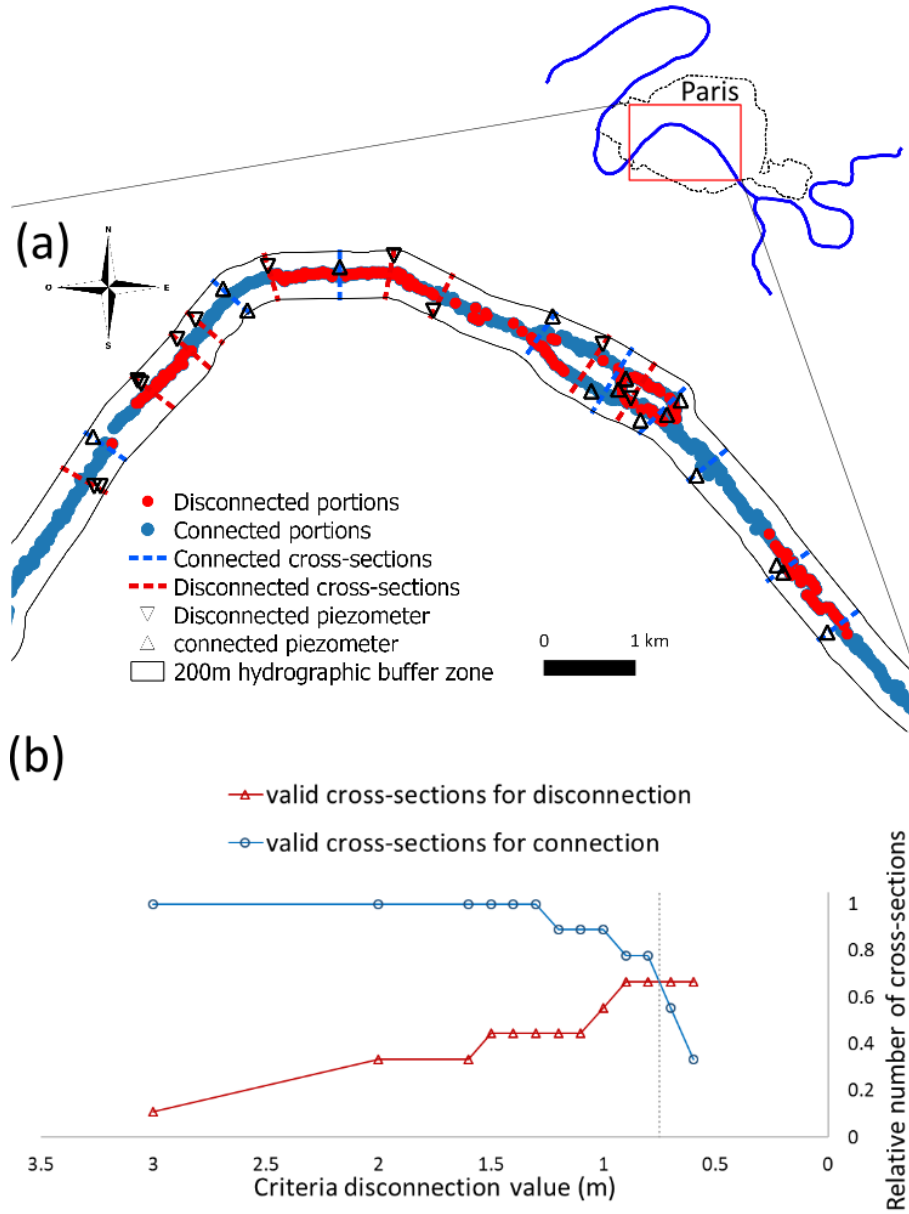 Paris
(a)
N
O
E
S
Disconnected portions
Connected portions
Connected cross-sections
Disconnected cross-sections
Disconnected piezometer
connected piezometer
200m hydrographic buffer zone
0 1 km
(b)
valid cross-sections for disconnection
valid cross-sections for connection
1
0.8
0.6
0.4
0.2
0
Relative number of cross-sections
3.5 3 2.5 2 1.5 1 0.5 0
Criteria disconnection value (m)